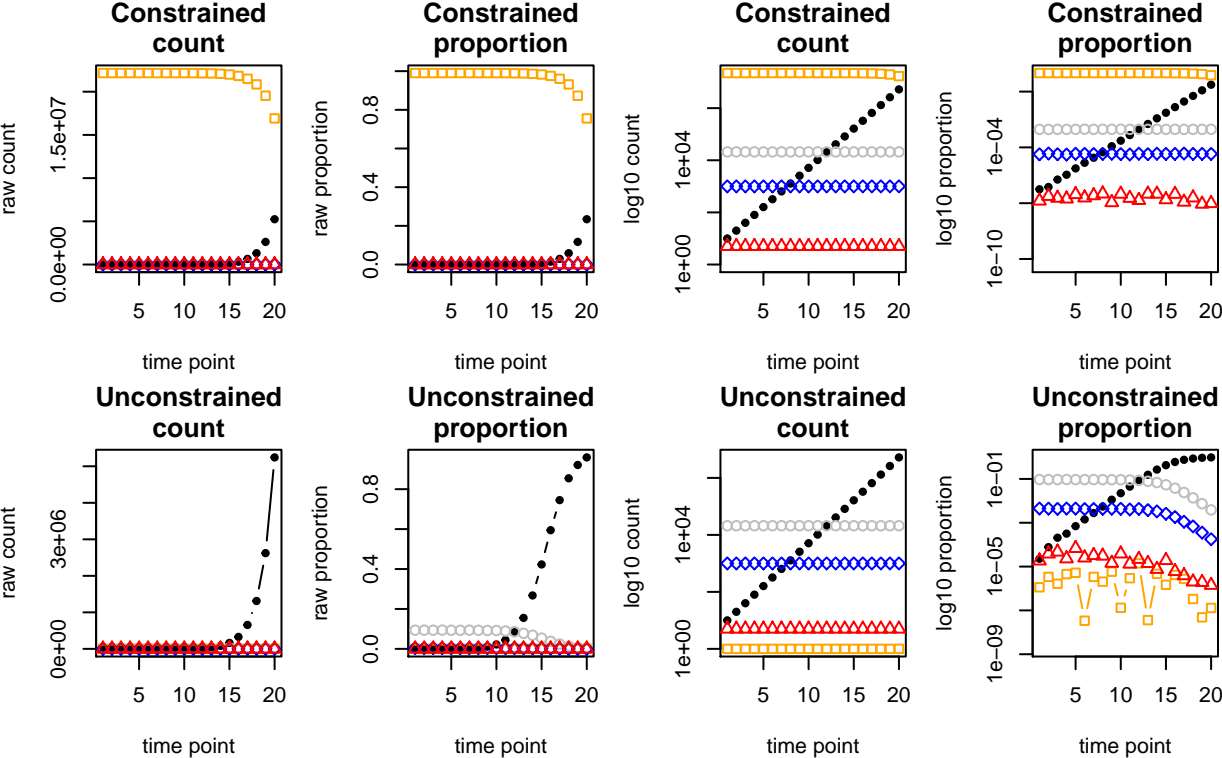 Constrained
count
raw count
0.0e+00
1.5e+07
5 10 15 20
time point
Constrained
proportion
raw proportion
0.0 0.4 0.8
5 10 15 20
time point
Constrained
count
log10 count
1e+00 1e+04
5 10 15 20
time point
Constrained
proportion
log10 proportion
1e-10 1e-04
5 10 15 20
time point
Unconstrained
count
raw count
0e+00 3e+06
5 10 15 20
time point
Unconstrained
proportion
raw proportion
0.0 0.4 0.8
5 10 15 20
time point
Unconstrained
count
log10 count
1e+00 1e+04
5 10 15 20
time point
Unconstrained
proportion
log10 proportion
1e-09 1e-05 1e-01
5 10 15 20
time point